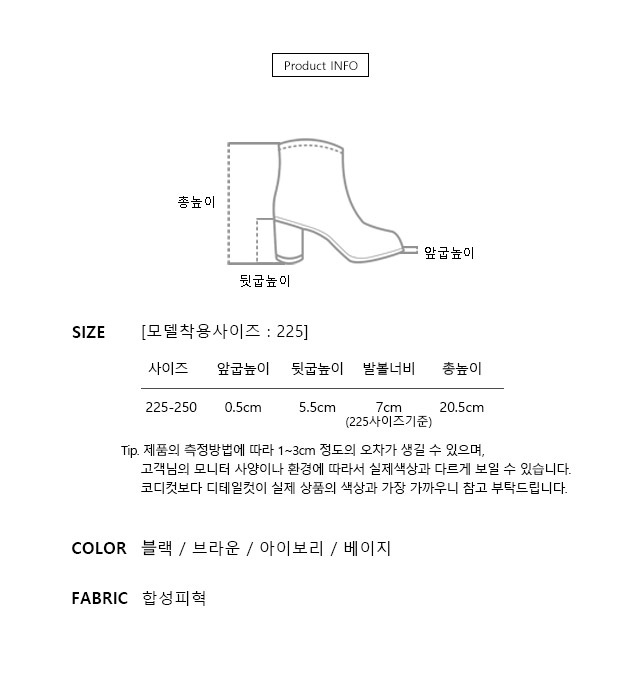 Product INFO
총높이
앞굽높이
뒷굽높이
SIZE [모델착용사이즈 : 225]
사이즈 앞굽높이 뒷굽높이 발볼너비 총높이
225-250 0.5cm 5.5cm 7cm 20.5cm
(225사이즈기준)
Tip. 제품의 측정방법에 따라 1~3cm 정도의 오차가 생길 수 있으며,
고객님의 모니터 사양이나 환경에 따라서 실제색상과 다르게 보일 수 있습니다.
코디컷보다 디테일컷이 실제 상품의 색상과 가장 가까우니 참고 부탁드립니다.
COLOR 블랙 / 브라운 / 아이보리 / 베이지
FABRIC 합성피혁